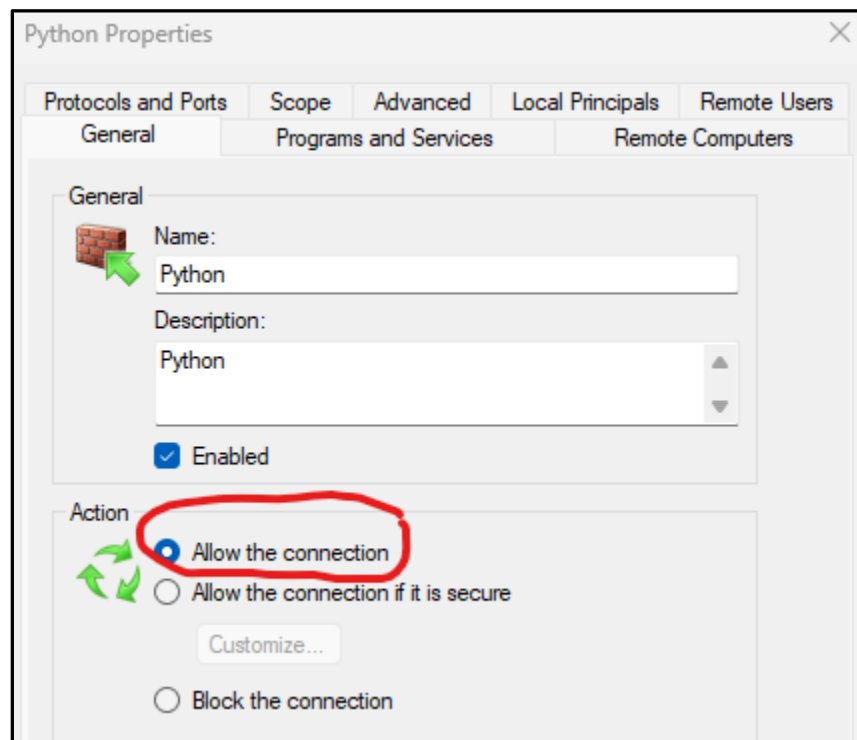 Python Properties
Protocols and Ports Scope Advanced Local Principals Remote Users
General Programs and Services Remote Computers
General
Name:
Python
Description:
Python
Enabled
Action
Allow the connection
Allow the connection if it is secure
Customize...
Block the connection